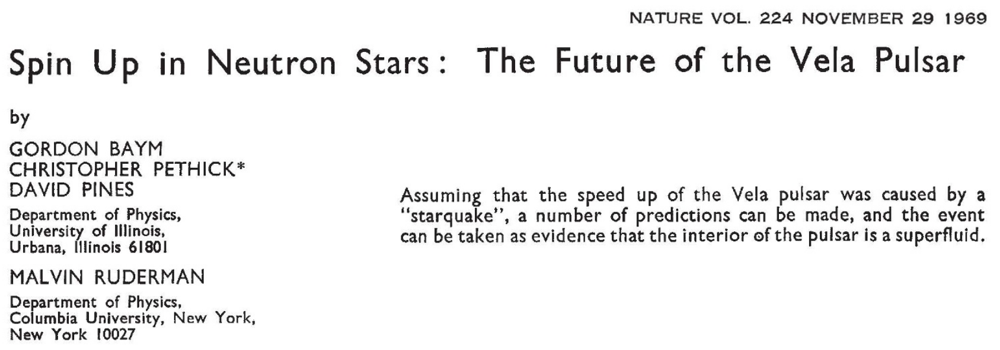 NATURE VOL. 224 NOVEMBER 29 1969
Spin Up in Neutron Stars: The Future of the Vela Pulsar
by
GORDON BAYM
CHRISTOPHER PETHICK*
DAVID PINES
Department of Physics,
University of Illinois,
Urbana, Illinois 61801
MALVIN RUDERMAN
Department of Physics,
Columbia University, New York,
New York 10027
Assuming that the speed up of the Vela pulsar was caused by a
"starquake", a number of predictions can be made, and the event
can be taken as evidence that the interior of the pulsar is a superfluid.